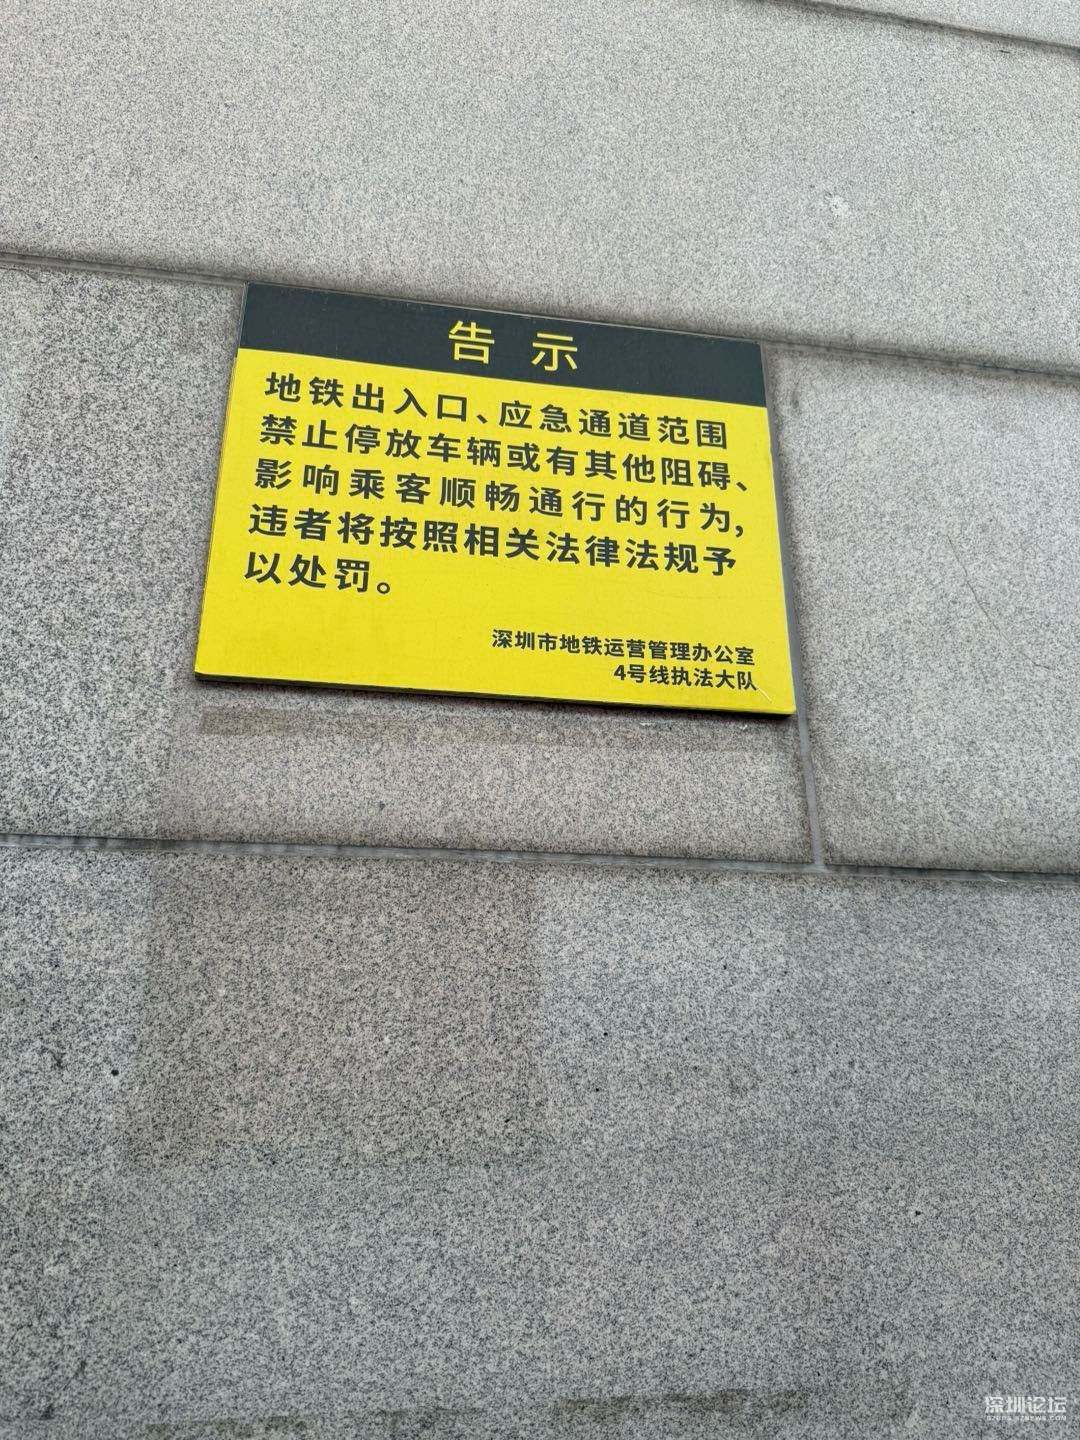 告示
地铁出入口、应急通道范围
禁止停放车辆或有其他阻碍、
影响乘客顺畅通行的行为,
违者将按照相关法律法规予
以处罚。
深圳市地铁运营管理办公室
4号线执法大队
深圳论坛
SZBBS.SZNEWS.COM